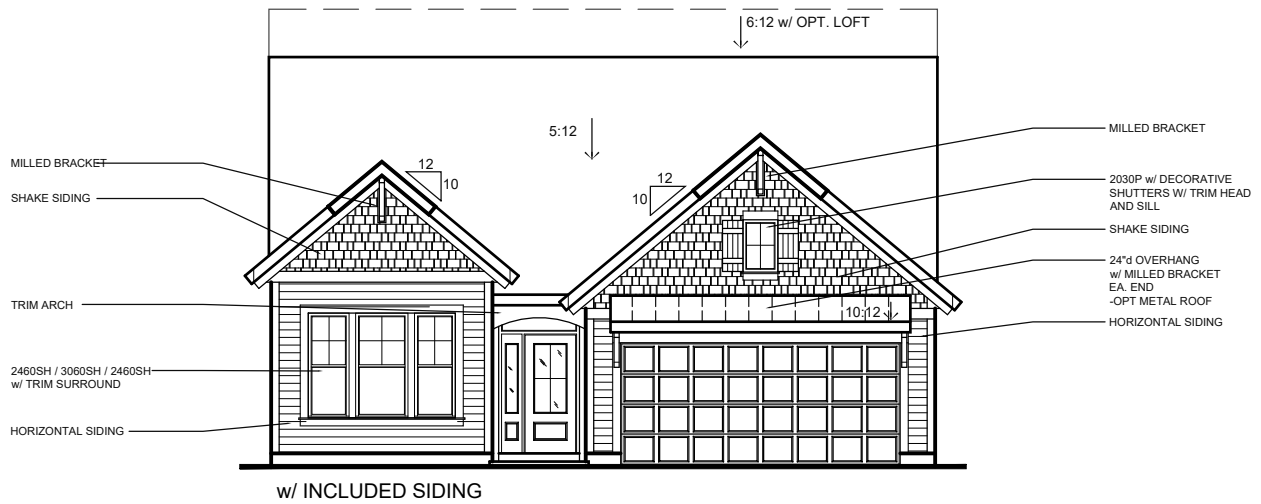 6:12 w/ OPT. LOFT
5:12
MILLED BRACKET
SHAKE SIDING
TRIM ARCH
2460SH / 3060SH / 2460SH
w/ TRIM SURROUND
HORIZONTAL SIDING
12
10
12
10
MILLED BRACKET
2030P w/ DECORATIVE
SHUTTERS W/ TRIM HEAD
AND SILL
SHAKE SIDING
24"d OVERHANG
w/ MILLED BRACKET
EA. END
-OPT METAL ROOF
10:12
HORIZONTAL SIDING
w/ INCLUDED SIDING